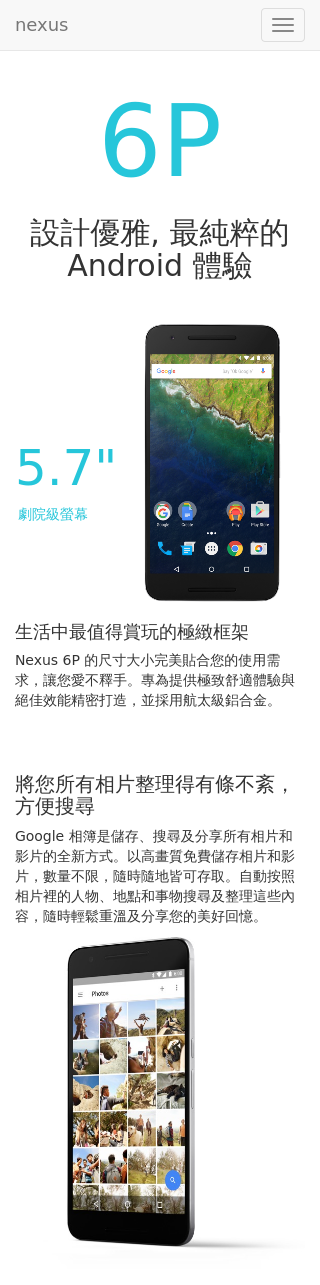 nexus
6P
設計優雅, 最純粹的
Android 體驗
Google
5.7"
劇院級螢幕
Google
Play
Play Store
生活中最值得賞玩的極緻框架
Nexus 6P 的尺寸大小完美貼合您的使用需
求，讓您愛不釋手。專為提供極致舒適體驗與
絕佳效能精密打造，並採用航太級鋁合金。
將您所有相片整理得有條不紊，
方便搜尋
Google 相簿是儲存、搜尋及分享所有相片和
影片的全新方式。以高畫質免費儲存相片和影
片，數量不限，隨時隨地皆可存取。自動按照
相片裡的人物、地點和事物搜尋及整理這些內
容，隨時輕鬆重溫及分享您的美好回憶。
Photos